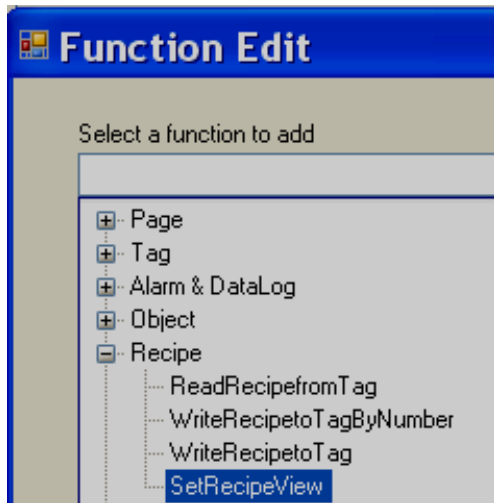 Function Edit
Select a function to add
Page
Tag
Alarm & DataLog
Object
Recipe
ReadRecipefromTag
WriteRecipetoTagByNumber
WriteRecipetoTag
SetRecipeView